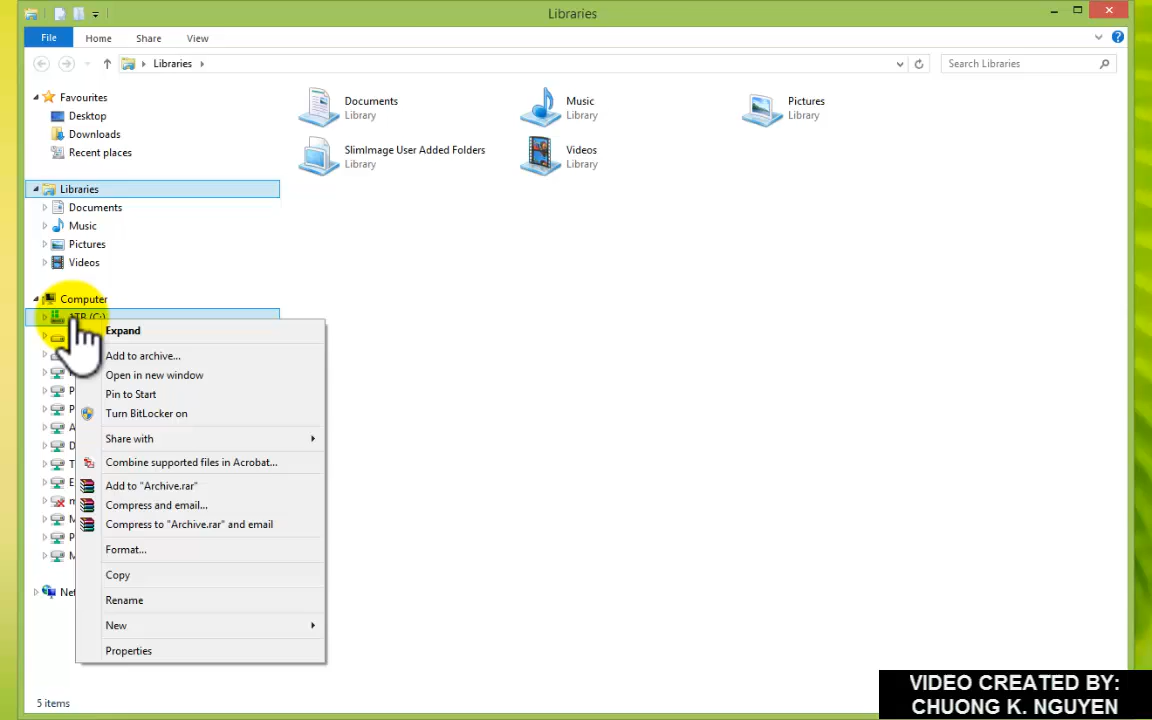 Libraries
File Home Share View
Libraries
Search Libraries
Favourites
Desktop
Downloads
Recent places
Libraries
Documents
Music
Pictures
Videos
Computer
1TB (C:)
Network
Documents
Library
Music
Library
Pictures
Library
SlimImage User Added Folders
Library
Videos
Library
Expand
Add to archive...
Open in new window
Pin to Start
Turn BitLocker on
Share with
Combine supported files in Acrobat...
Add to "Archive.rar"
Compress and email...
Compress to "Archive.rar" and email
Format...
Copy
Rename
New
Properties
5 items
VIDEO CREATED BY:
CHUONG K. NGUYEN